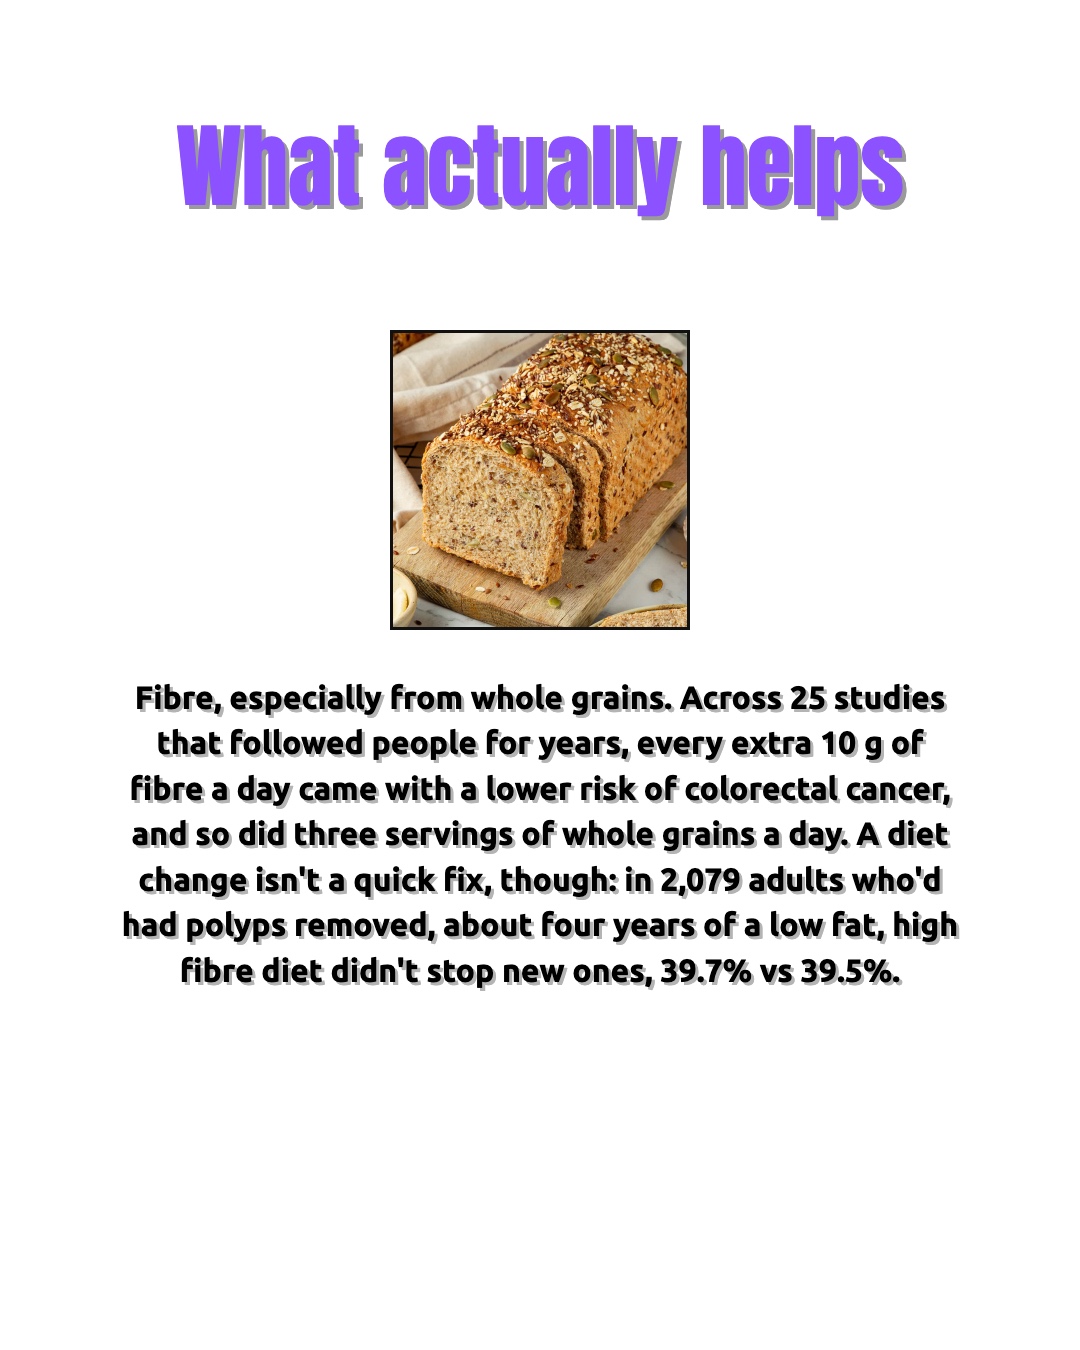 What actually helps
Fibre, especially from whole grains. Across 25 studies
that followed people for years, every extra 10 g of
fibre a day came with a lower risk of colorectal cancer,
and so did three servings of whole grains a day. A diet
change isn't a quick fix, though: in 2,079 adults who'd
had polyps removed, about four years of a low fat, high
fibre diet didn't stop new ones, 39.7% vs 39.5%.